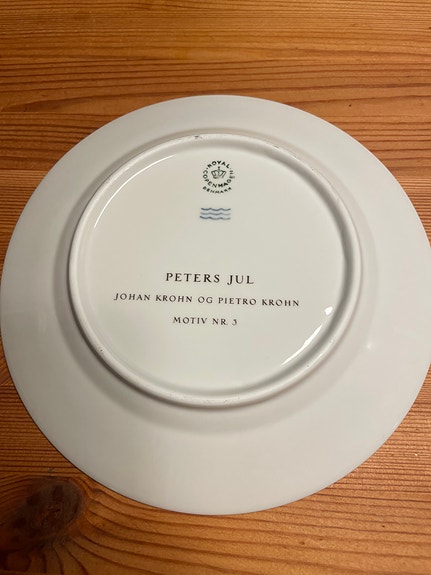 ROYAL
COPENHAGEN
DENMARK
PETERS JUL
JOHAN KROHN OG PIETRO KROHN
MOTIV NR. 3